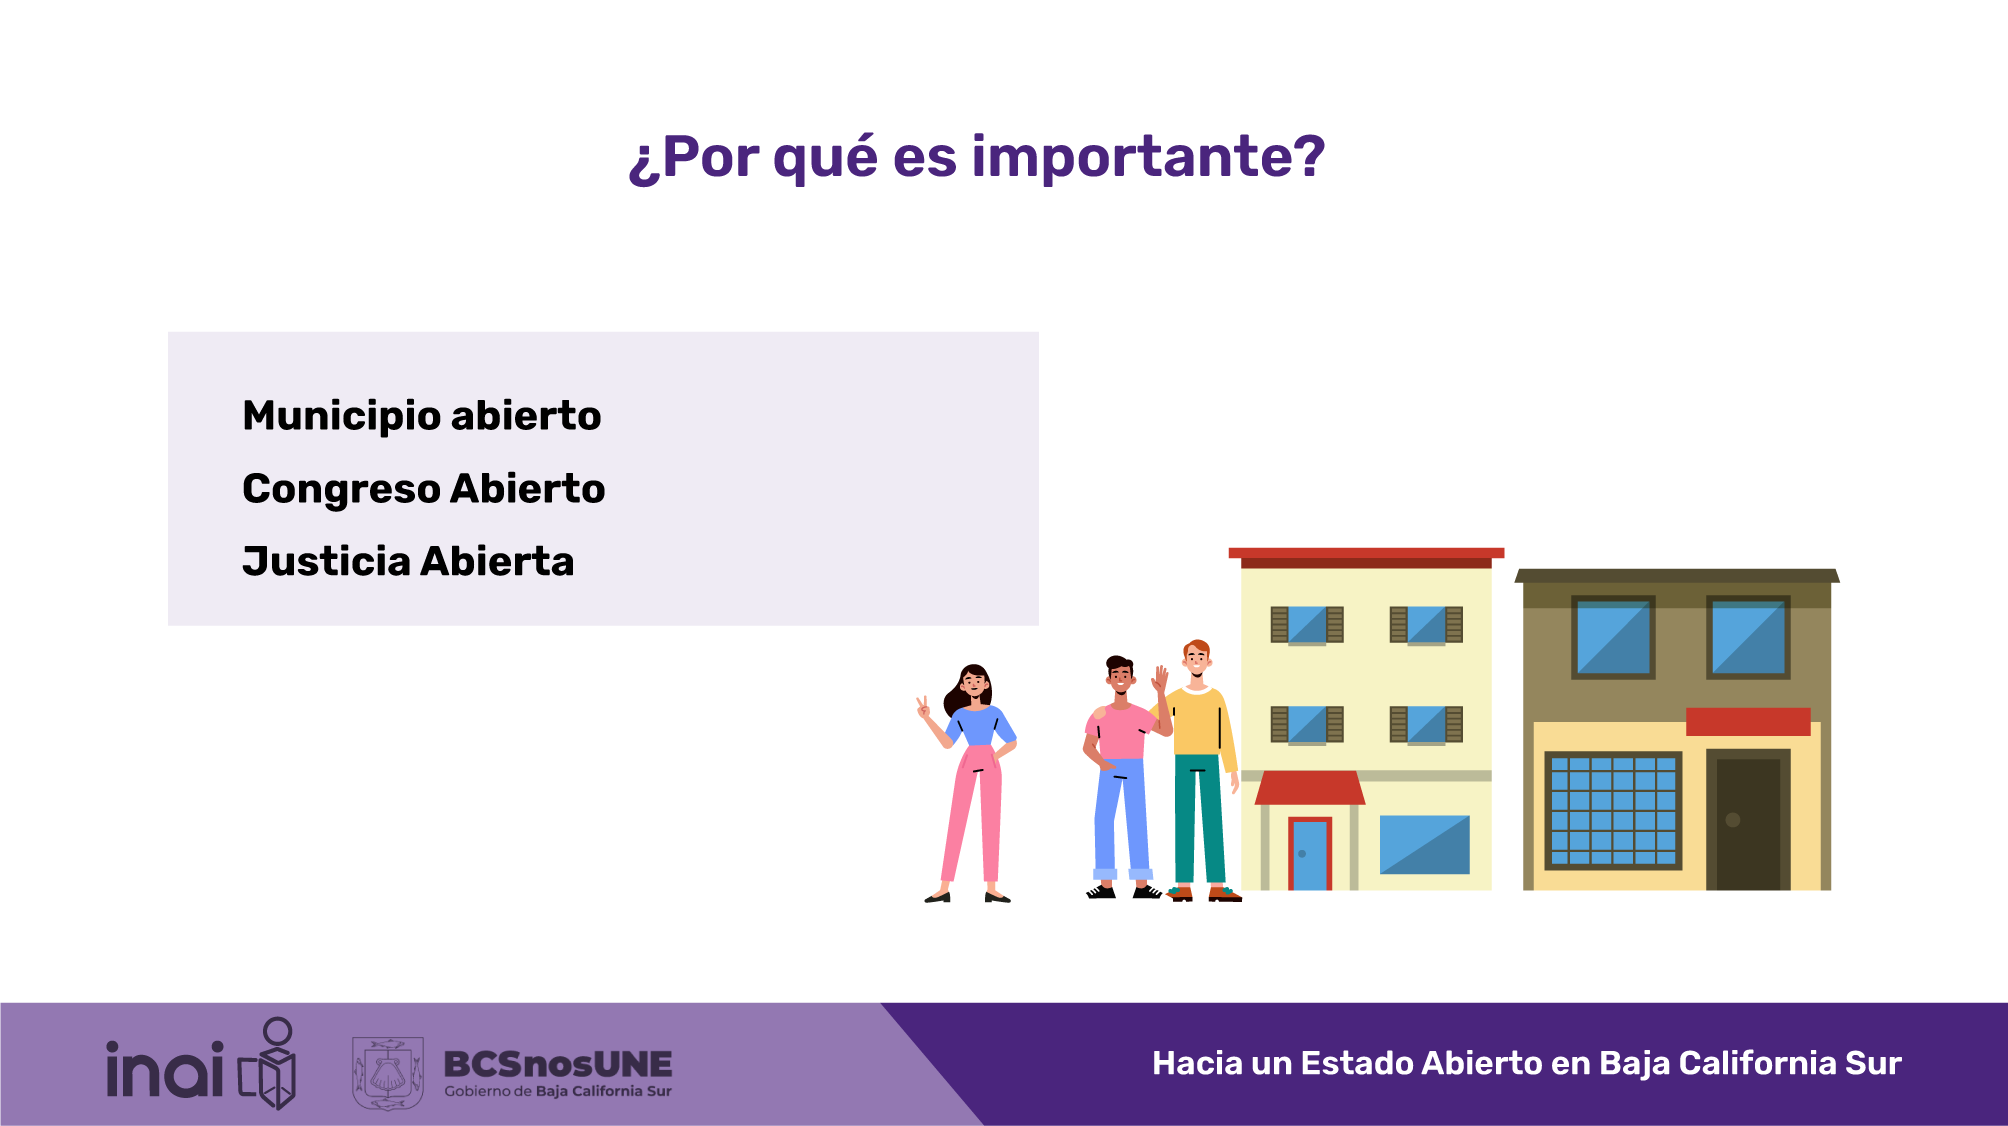 ¿Por qué es importante?
Municipio abierto
Congreso Abierto
Justicia Abierta
inai
BCSnosUNE
Gobierno de Baja California Sur
Hacia un Estado Abierto en Baja California Sur